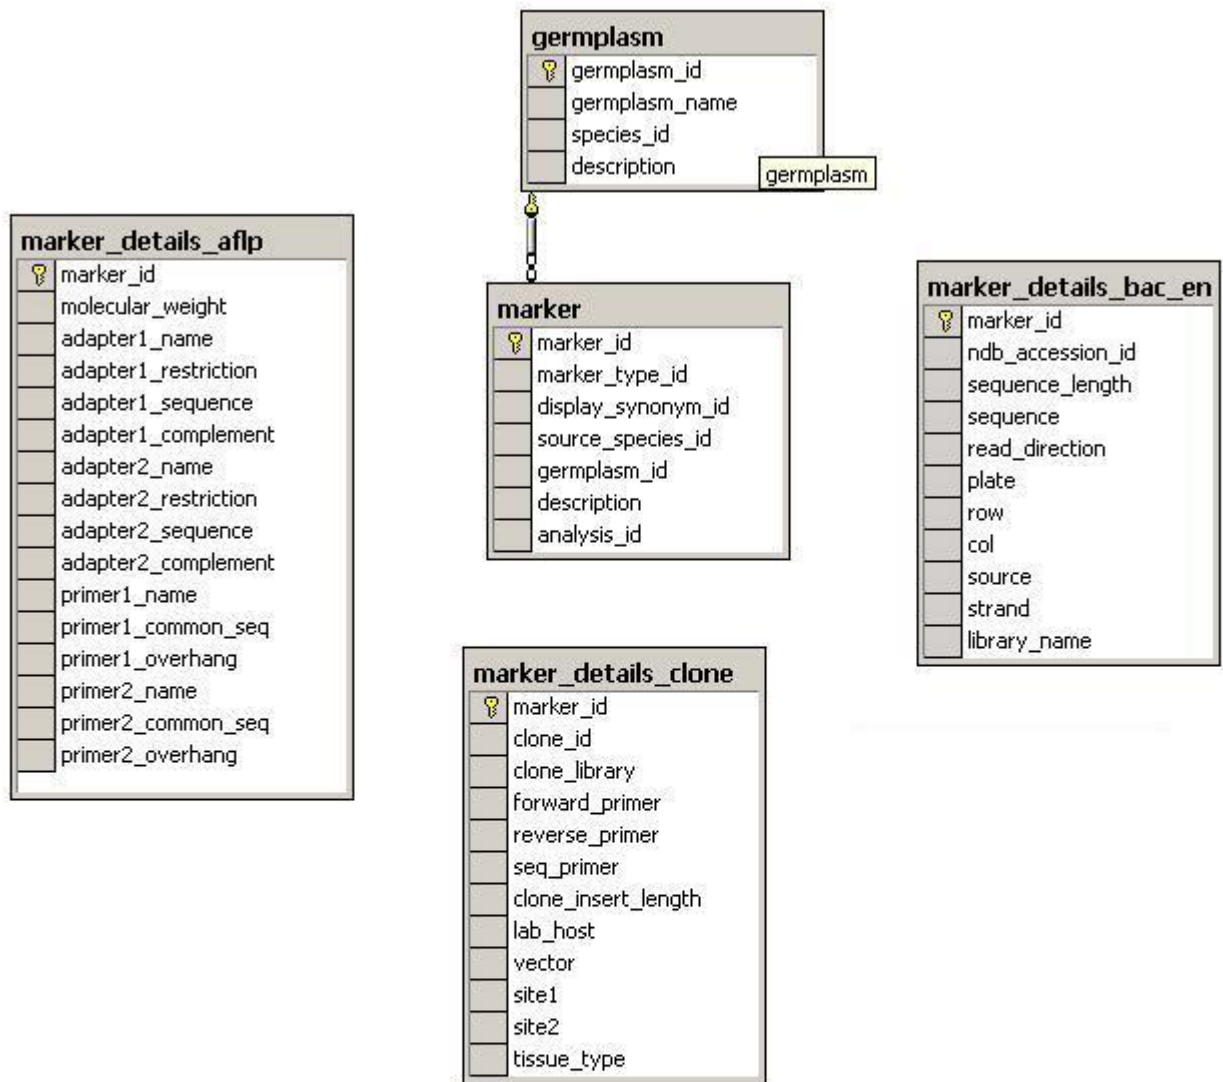 germplasm
germplasm_id
germplasm_name
species_id
description
germplasm
marker_details_aflp
marker_id
molecular_weight
adapter1_name
adapter1_restriction
adapter1_sequence
adapter1_complement
adapter2_name
adapter2_restriction
adapter2_sequence
adapter2_complement
primer1_name
primer1_common_seq
primer1_overhang
primer2_name
primer2_common_seq
primer2_overhang
marker
marker_id
marker_type_id
display_synonym_id
source_species_id
germplasm_id
description
analysis_id
marker_details_bac_en
marker_id
ndb_accession_id
sequence_length
sequence
read_direction
plate
row
col
source
strand
library_name
marker_details_clone
marker_id
clone_id
clone_library
forward_primer
reverse_primer
seq_primer
clone_insert_length
lab_host
vector
site1
site2
tissue_type